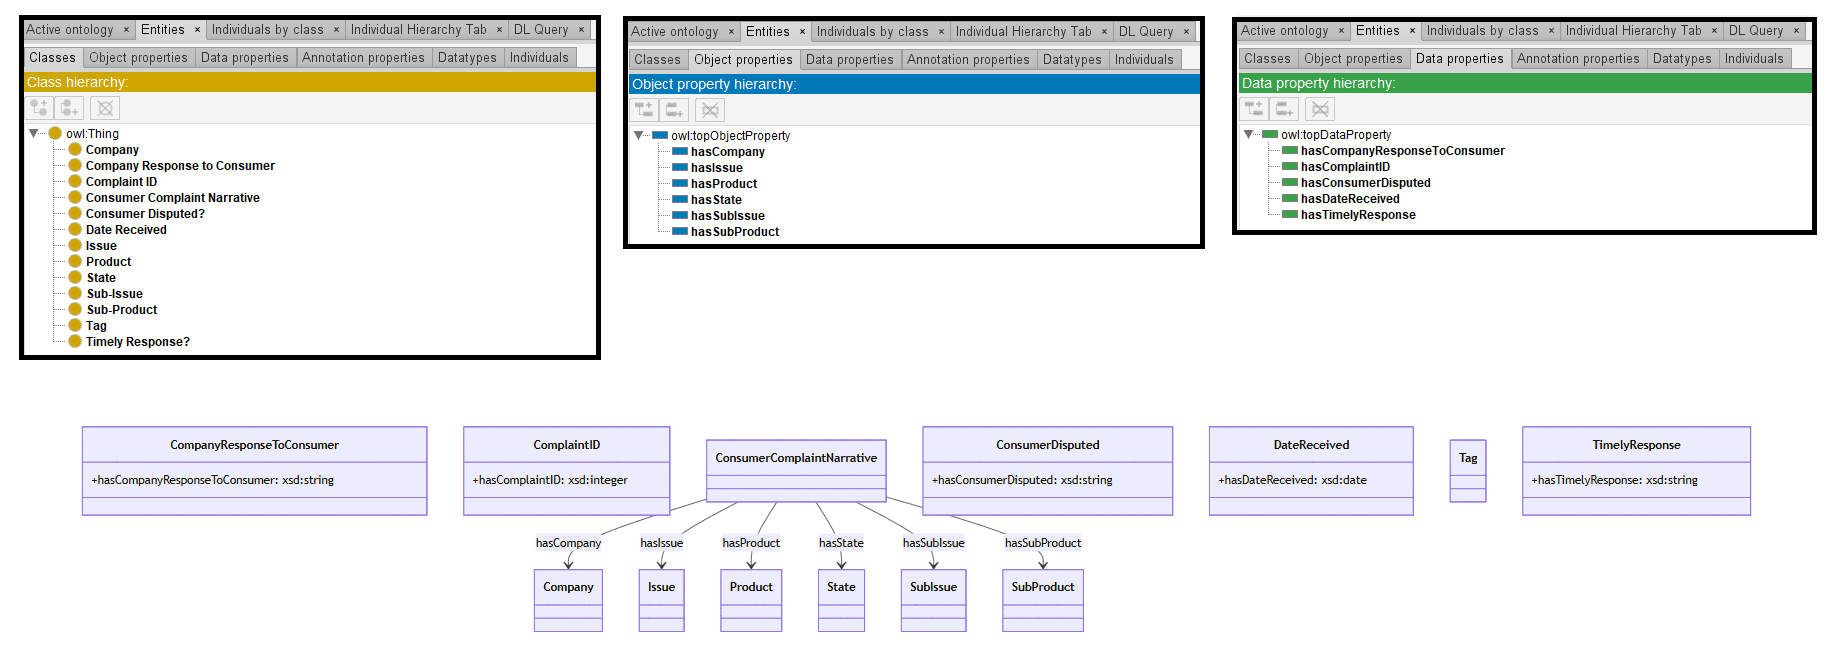 Active ontology × Entities × Individuals by class × Individual Hierarchy Tab × DL Query ×
Classes Object properties Data properties Annotation properties Datatypes Individuals
Class hierarchy:
owl:Thing
Company
Company Response to Consumer
Complaint ID
Consumer Complaint Narrative
Consumer Disputed?
Date Received
Issue
Product
State
Sub-Issue
Sub-Product
Tag
Timely Response?
Active ontology × Entities × Individuals by class × Individual Hierarchy Tab × DL Query ×
Classes Object properties Data properties Annotation properties Datatypes Individuals
Object property hierarchy:
owl:topObjectProperty
hasCompany
hasIssue
hasProduct
hasState
hasSubIssue
hasSubProduct
Active ontology × Entities × Individuals by class × Individual Hierarchy Tab × DL Query ×
Classes Object properties Data properties Annotation properties Datatypes Individuals
Data property hierarchy:
owl:topDataProperty
hasCompanyResponseToConsumer
hasComplaintID
hasConsumerDisputed
hasDateReceived
hasTimelyResponse
CompanyResponseToConsumer
+hasCompanyResponseToConsumer: xsd:string
ComplaintID
+hasComplaintID: xsd:integer
ConsumerComplaintNarrative
ConsumerDisputed
+hasConsumerDisputed: xsd:string
DateReceived
+hasDateReceived: xsd:date
Tag
TimelyResponse
+hasTimelyResponse: xsd:string
hasCompany hasIssue hasProduct hasState hasSubIssue hasSubProduct
Company Issue Product State SubIssue SubProduct